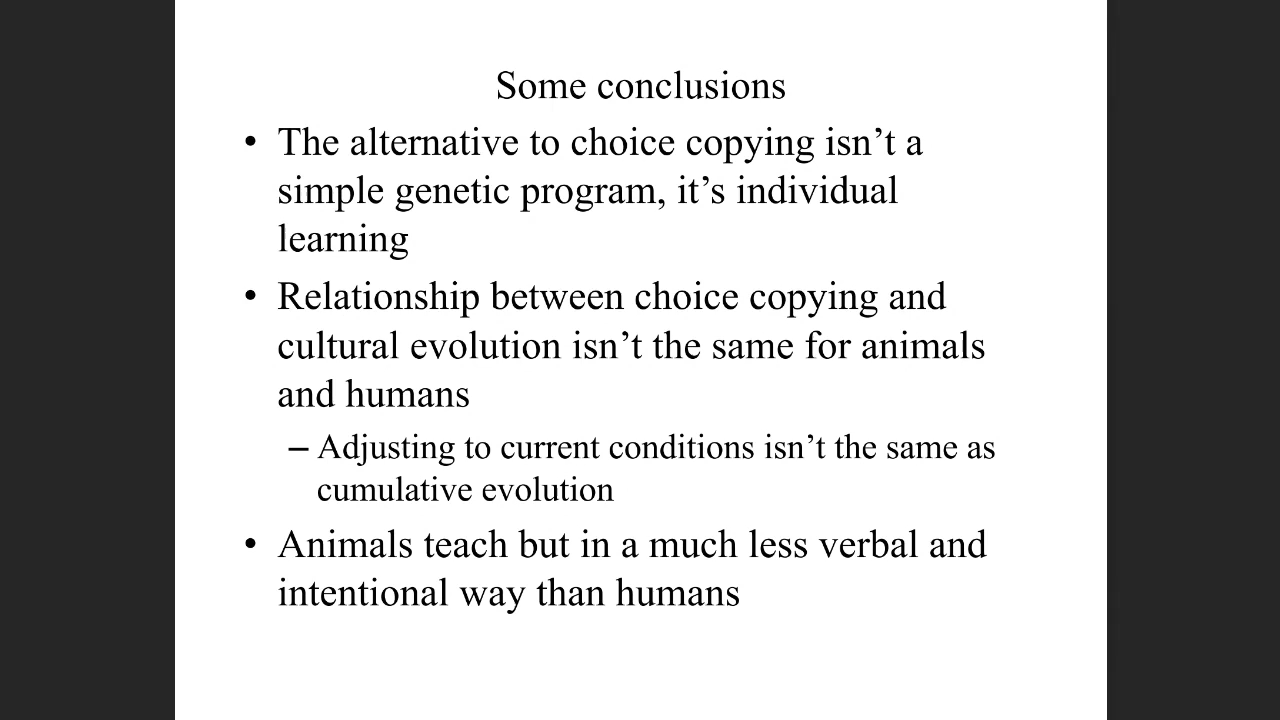 Some conclusions
• The alternative to choice copying isn’t a
simple genetic program, it’s individual
learning
• Relationship between choice copying and
cultural evolution isn’t the same for animals
and humans
– Adjusting to current conditions isn’t the same as
cumulative evolution
• Animals teach but in a much less verbal and
intentional way than humans